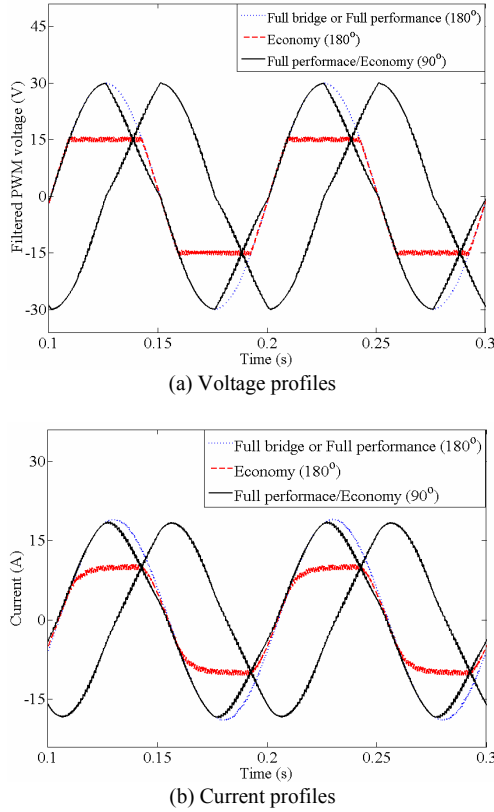 Full bridge or Full performance (180°)
Economy (180°)
Full performace/Economy (90°)
Filtered PWM voltage (V)
30
15
0
-15
-30
0.1
0.15
0.2
0.25
0.3
Time (s)
(a) Voltage profiles
Full bridge or Full performance (180°)
Economy (180°)
Full performace/Economy (90°)
Current (A)
30
15
0
-15
0.1
0.15
0.2
0.25
0.3
Time (s)
(b) Current profiles